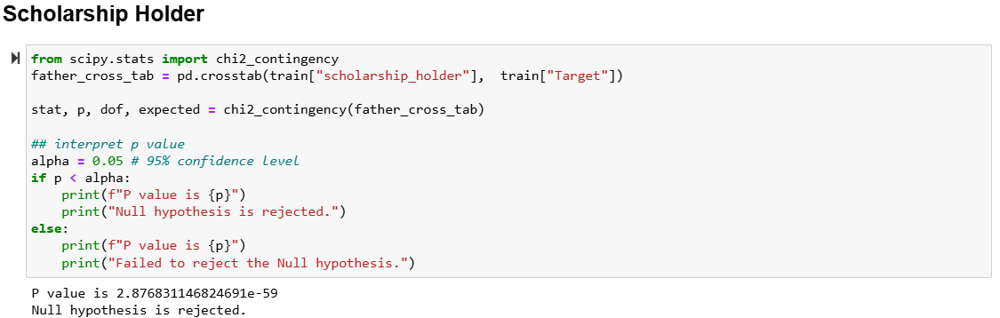 Scholarship Holder
from scipy.stats import chi2_contingency
father_cross_tab = pd.crosstab(train["scholarship_holder"],  train["Target"])
stat, p, dof, expected = chi2_contingency(father_cross_tab)
## interpret p value
alpha = 0.05 # 95% confidence level
if p < alpha:
    print(f"P value is {p}")
    print("Null hypothesis is rejected.")
else:
    print(f"P value is {p}")
    print("Failed to reject the Null hypothesis.")
P value is 2.876831146824691e-59
Null hypothesis is rejected.